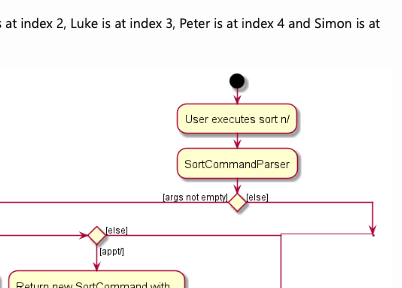 at index 2, Luke is at index 3, Peter is at index 4 and Simon is at
User executes sort n/
SortCommandParser
[args not empty] [else]
[else]
[appt/]
Return new SortCommand with